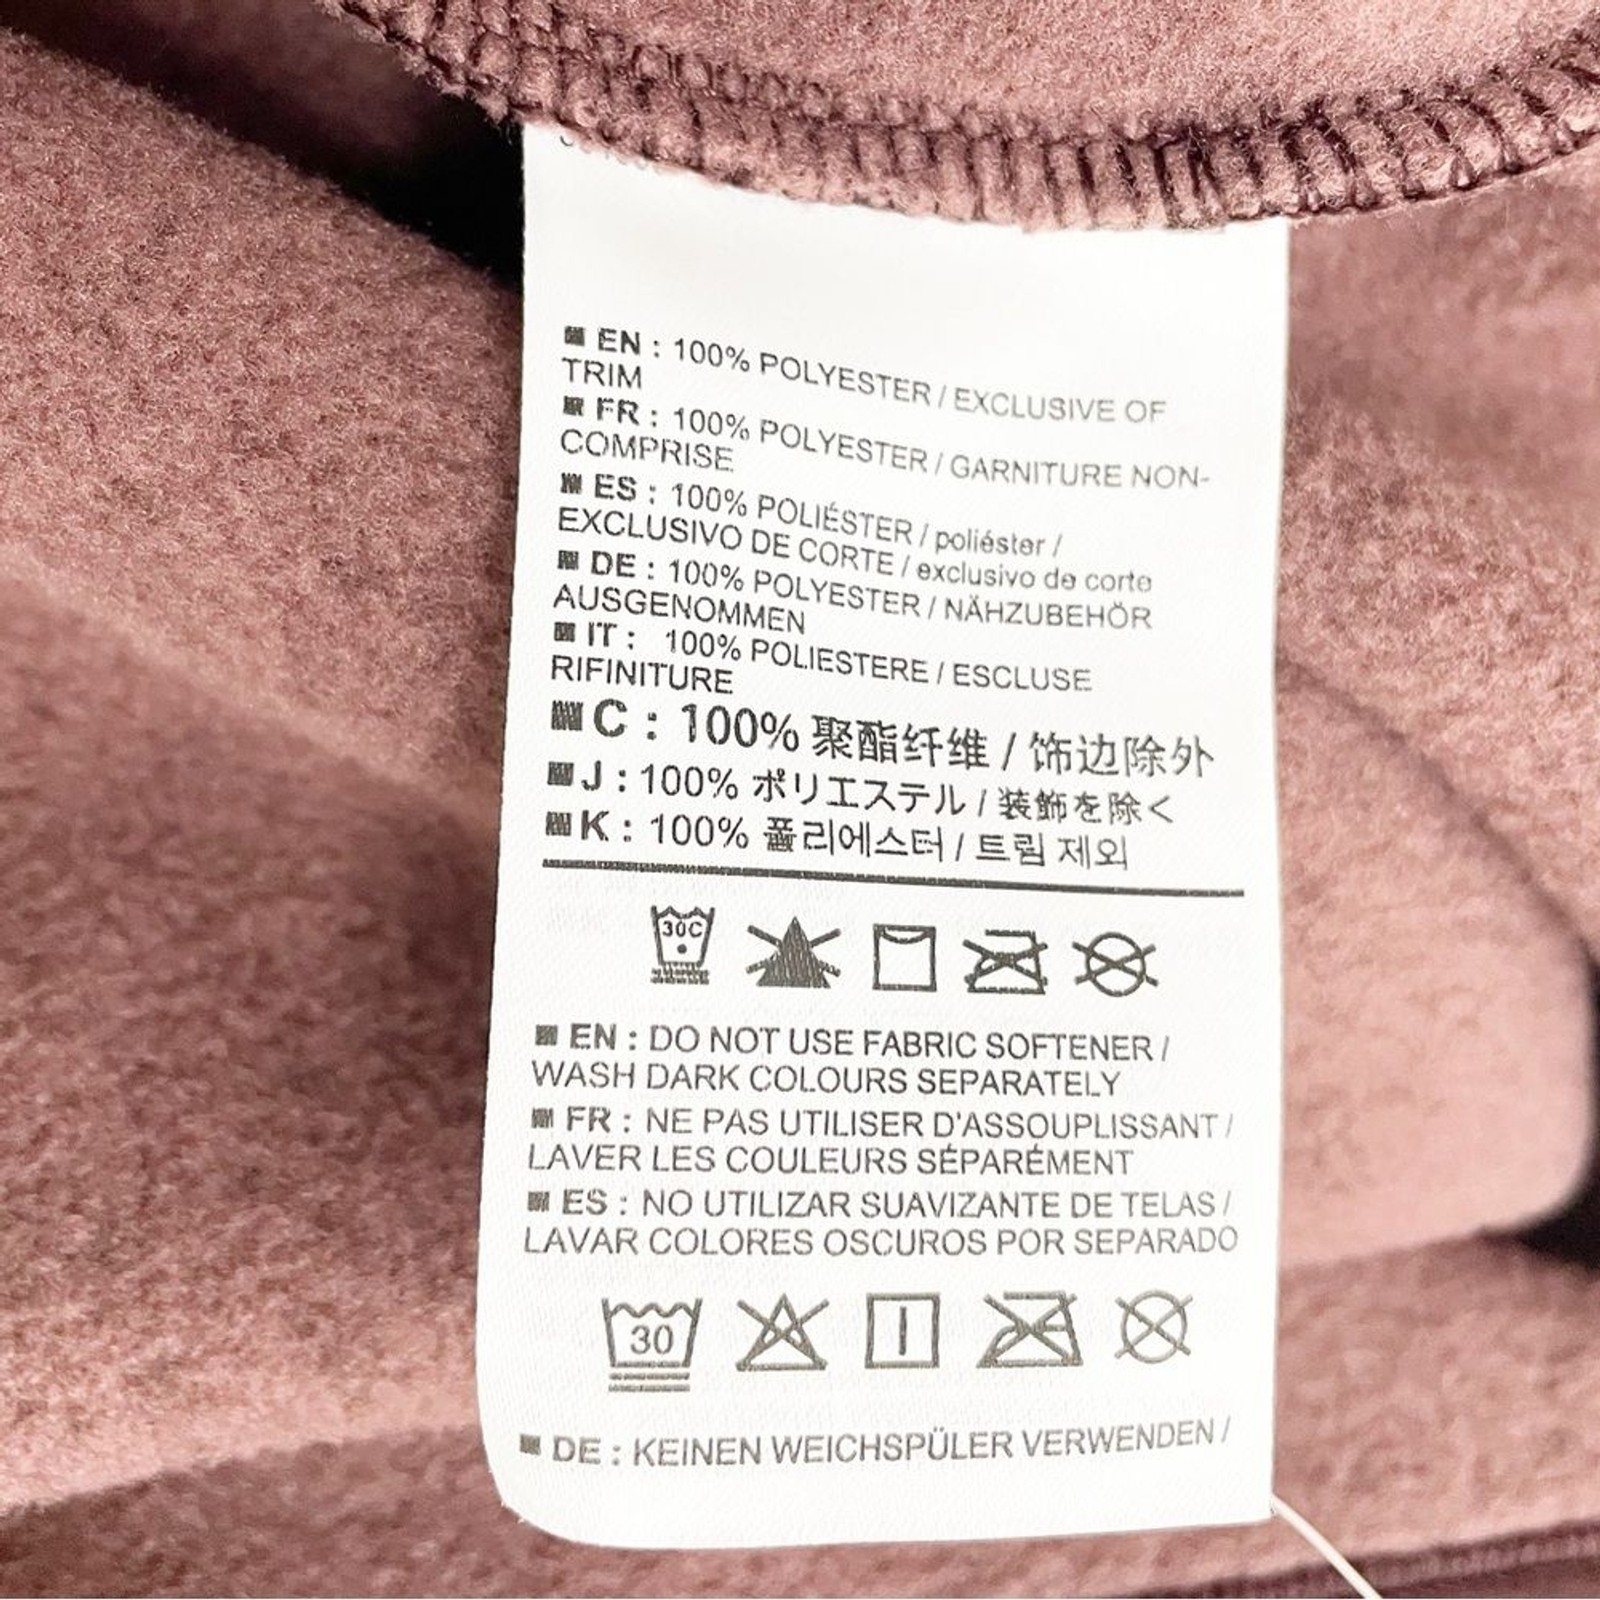 EN : 100% POLYESTER / EXCLUSIVE OF
TRIM
FR : 100% POLYESTER / GARNITURE NON-
COMPRISE
ES : 100% POLIÉSTER / poliéster /
EXCLUSIVO DE CORTE / exclusivo de corte
DE : 100% POLYESTER / NÄHZUBEHÖR
AUSGENOMMEN
IT : 100% POLIESTERE / ESCLUSE
RIFINITURE
C : 100% 聚酯纤维 / 饰边除外
J : 100% ポリエステル / 装飾を除く
K : 100% 폴리에스터 / 트림 제외
30C
EN : DO NOT USE FABRIC SOFTENER /
WASH DARK COLOURS SEPARATELY
FR : NE PAS UTILISER D'ASSOUPLISSANT /
LAVER LES COULEURS SÉPARÉMENT
ES : NO UTILIZAR SUAVIZANTE DE TELAS /
LAVAR COLORES OSCUROS POR SEPARADO
30
DE : KEINEN WEICHSPÜLER VERWENDEN /